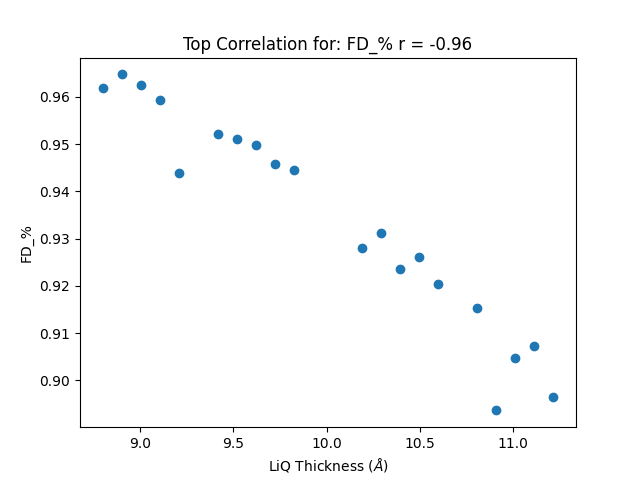 Top Correlation for: FD_% r = -0.96
0.96
0.95
0.94
0.93
0.92
0.91
0.90
FD_%
9.0 9.5 10.0 10.5 11.0
LiQ Thickness (Å)